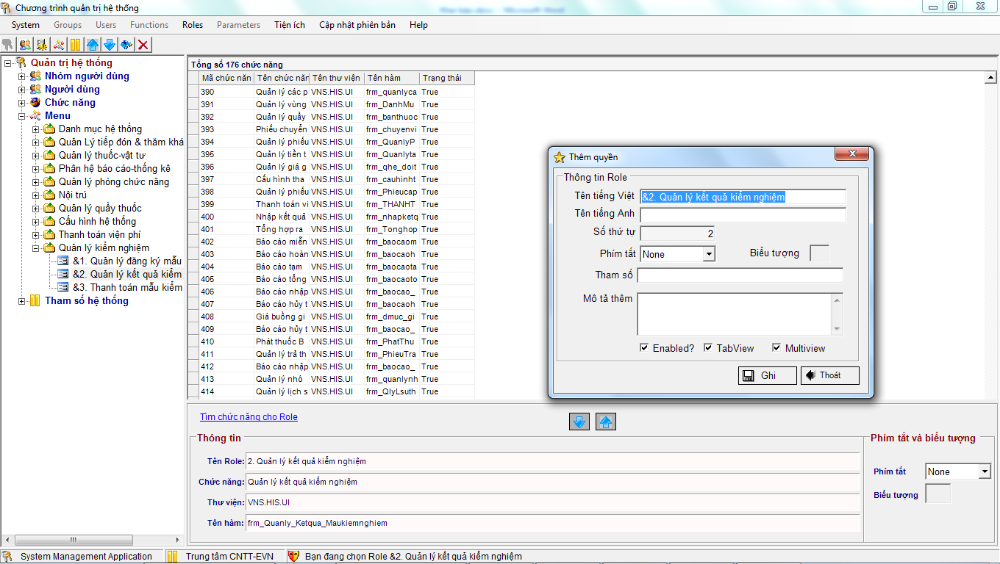 Chương trình quản trị hệ thống
System Groups Users Functions Roles Parameters Tiện ích Cập nhật phiên bản Help
Quản trị hệ thống
Nhóm người dùng
Người dùng
Chức năng
Menu
Danh mục hệ thống
Quản Lý tiếp đón & thăm khá
Quản lý thuốc-vật tư
Phân hệ báo cáo-thống kê
Quản lý phòng chức năng
Nội trú
Quản lý quầy thuốc
Cấu hình hệ thống
Thanh toán viện phí
Quản lý kiểm nghiệm
&1. Quản lý đăng ký mẫu
&2. Quản lý kết quả kiểm
&3. Thanh toán mẫu kiểm
Tham số hệ thống
Tổng số 176 chức năng
Mã chức năn Tên chức năn Tên thư viện Tên hàm Trạng thái
390 Quản lý các p VNS.HIS.UI frm_quanlyca True
391 Quản lý vùng VNS.HIS.UI frm_DanhMu True
392 Quản lý quầy VNS.HIS.UI frm_banthuoc True
393 Phiếu chuyển VNS.HIS.UI frm_chuyenvi True
394 Quản lý phiếu VNS.HIS.UI frm_QuanlyP True
395 Quản lý tiền t VNS.HIS.UI frm_Quanlyta True
396 Quản lý giá g VNS.HIS.UI frm_qhe_doit True
397 Cấu hình tha VNS.HIS.UI frm_cauhinht True
398 Quản lý phiếu VNS.HIS.UI frm_Phieucap True
399 Thanh toán vi VNS.HIS.UI frm_THANHT True
400 Nhập kết quả VNS.HIS.UI frm_nhapketq True
401 Tổng hợp ra VNS.HIS.UI frm_Tonghop True
402 Báo cáo miễn VNS.HIS.UI frm_baocaom True
403 Báo cáo hoàn VNS.HIS.UI frm_baocaoh True
404 Báo cáo tạm VNS.HIS.UI frm_baocaota True
405 Báo cáo tổng VNS.HIS.UI frm_baocaoto True
406 Báo cáo nhập VNS.HIS.UI frm_baocao_ True
407 Báo cáo hủy t VNS.HIS.UI frm_baocaoh True
408 Giá buồng gi VNS.HIS.UI frm_dmuc_gi True
409 Báo cáo hủy t VNS.HIS.UI frm_baocao_ True
410 Phát thuốc B VNS.HIS.UI frm_PhatThu True
411 Quản lý trả th VNS.HIS.UI frm_PhieuTra True
412 Báo cáo nhập VNS.HIS.UI frm_baocao_ True
413 Quản lý nhó VNS.HIS.UI frm_quanlynh True
414 Quản lý lịch s VNS.HIS.UI frm_QlyLsuth True
Thêm quyền
Thông tin Role
Tên tiếng Việt &2. Quản lý kết quả kiểm nghiệm
Tên tiếng Anh
Số thứ tự 2
Phím tắt None Biểu tượng
Tham số
Mô tả thêm
Enabled? TabView Multiview
Ghi Thoát
Tìm chức năng cho Role
Thông tin
Tên Role: 2. Quản lý kết quả kiểm nghiệm
Chức năng: Quản lý kết quả kiểm nghiệm
Thư viện: VNS.HIS.UI
Tên hàm: frm_Quanly_Ketqua_Maukiemnghiem
Phím tắt và biểu tượng
Phím tắt None
Biểu tượng
System Management Application Trung tâm CNTT-EVN Bạn đang chọn Role &2. Quản lý kết quả kiểm nghiệm